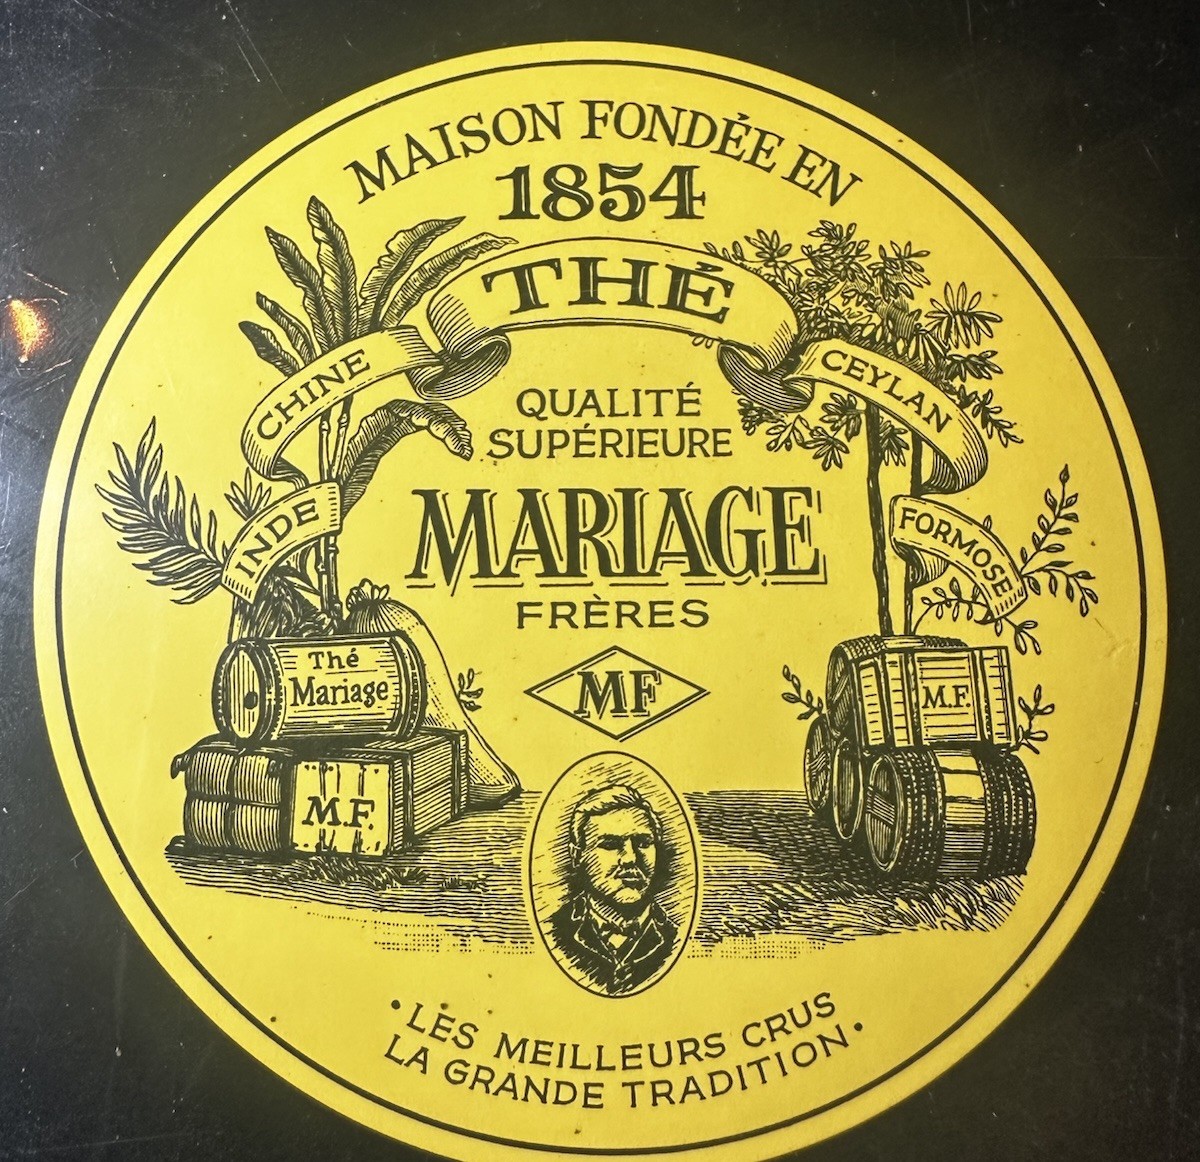 MAISON FONDÉE EN
1854
THÉ
CHINE
CEYLAN
INDE
FORMOSE
QUALITÉ
SUPÉRIEURE
MARIAGE
FRÈRES
MF
Thé
Mariage
M.F.
M.F.
• LES MEILLEURS CRUS
LA GRANDE TRADITION •